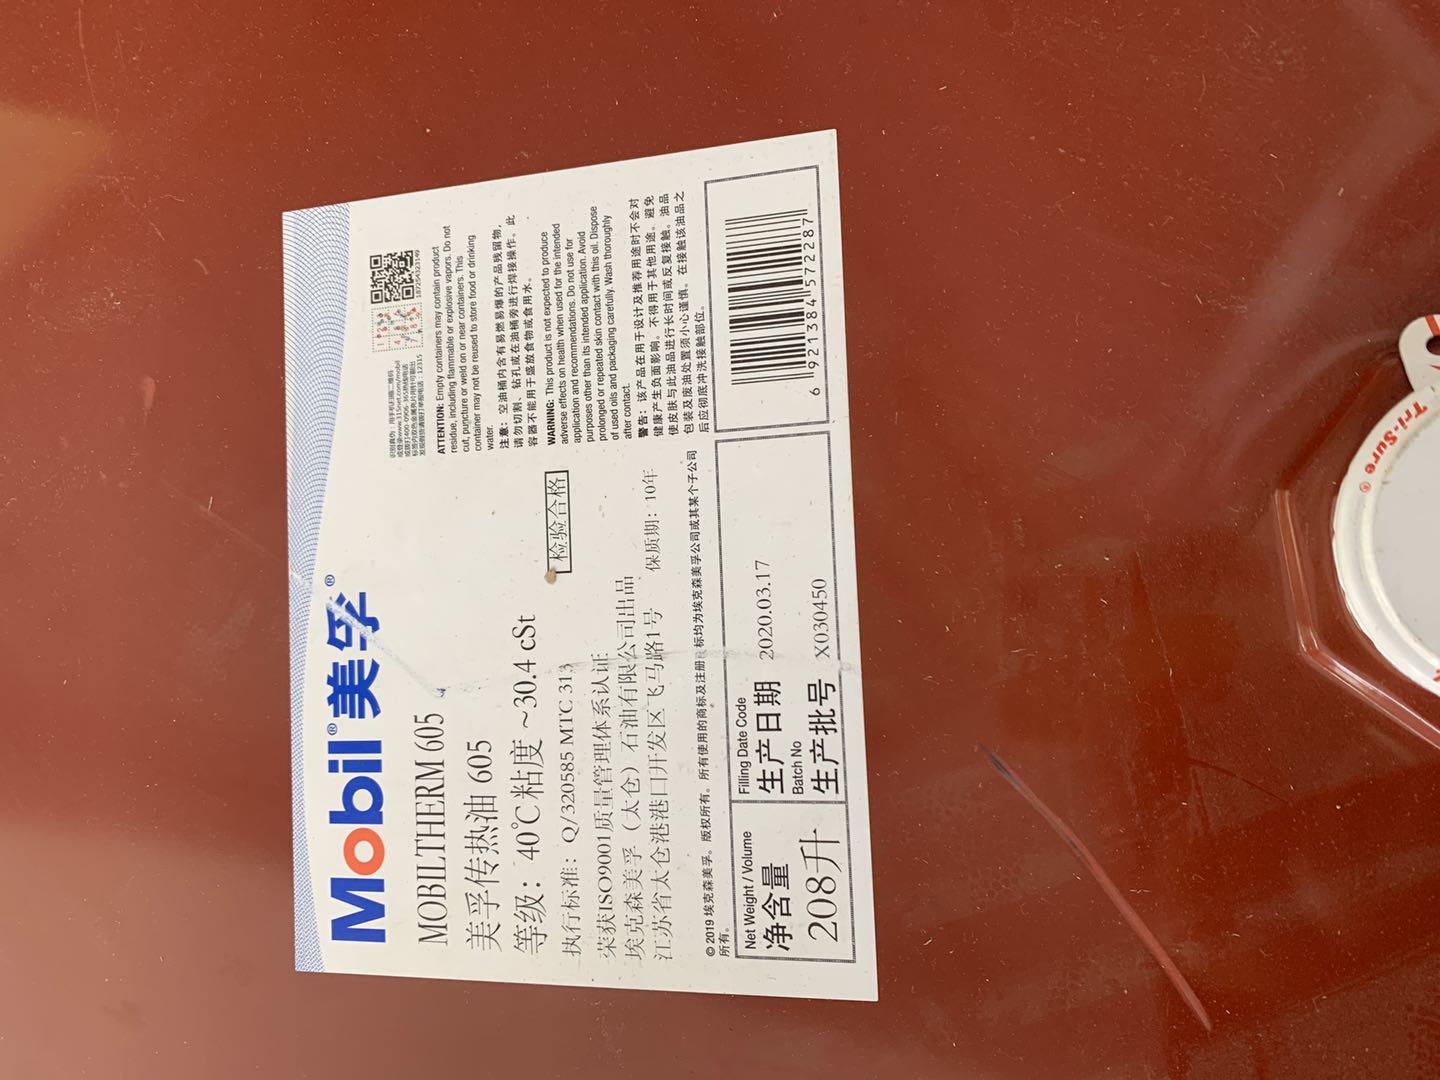 Mobil® 美孚®
MOBILTHERM 605
美孚传热油 605
等级：40℃粘度 ~30.4 cSt
执行标准：Q/320585 MTC 313
检验合格
荣获ISO9001质量管理体系认证
埃克森美孚（太仓）石油有限公司出品
江苏省太仓港港口开发区飞马路1号
保质期：10年
© 2019 埃克森美孚。版权所有。所有使用的商标及注册商标均为埃克森美孚公司或其某个子公司
所有。
ATTENTION: Empty containers may contain product
residue, including flammable or explosive vapors. Do not
cut, puncture or weld on or near containers. This
container may not be reused to store food or drinking
water.
注意：空油桶内含有易燃易爆的产品残留物，
请勿切割、钻孔或在油桶旁进行焊接操作。此
容器不能用于盛放食物或食用水。
WARNING: This product is not expected to produce
adverse effects on health when used for the intended
application and recommendations. Do not use for
purposes other than its intended application. Avoid
prolonged or repeated skin contact with this oil. Dispose
of used oils and packaging carefully. Wash thoroughly
after contact.
警告：该产品在用于设计及推荐用途时不会对
健康产生负面影响。不得用于其他用途。避免
使皮肤与此油品进行长时间或反复接触。油品
包装及废油处置须小心谨慎。在接触该油品之
后应彻底冲洗接触部位。
Net Weight / Volume
净含量
208升
Filling Date Code
生产日期 2020.03.17
Batch No
生产批号 X030450
6 921384 572287
Tri-Sure®